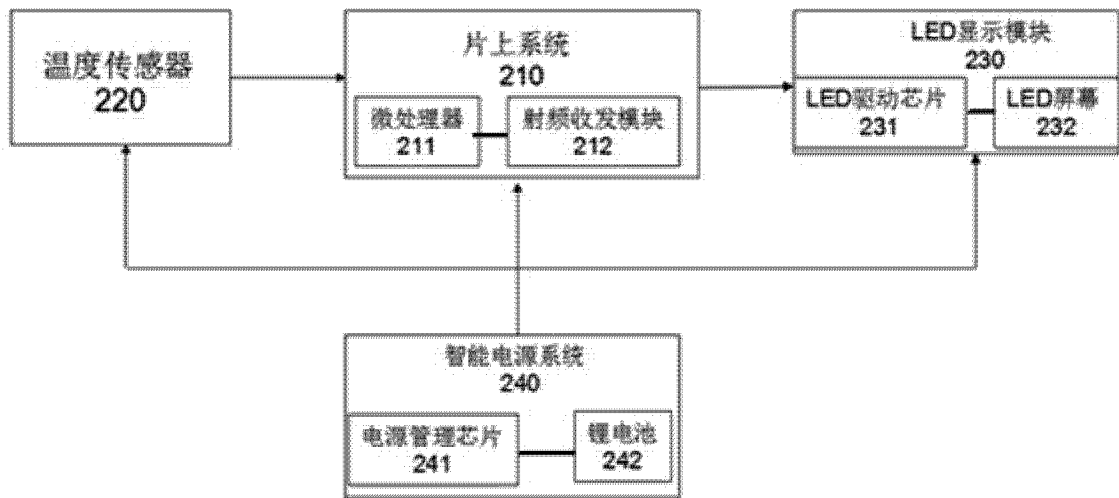 温度传感器
220
片上系统
210
微处理器
211
射频收发模块
212
LED显示模块
230
LED驱动芯片
231
LED屏幕
232
智能电源系统
240
电源管理芯片
241
锂电池
242